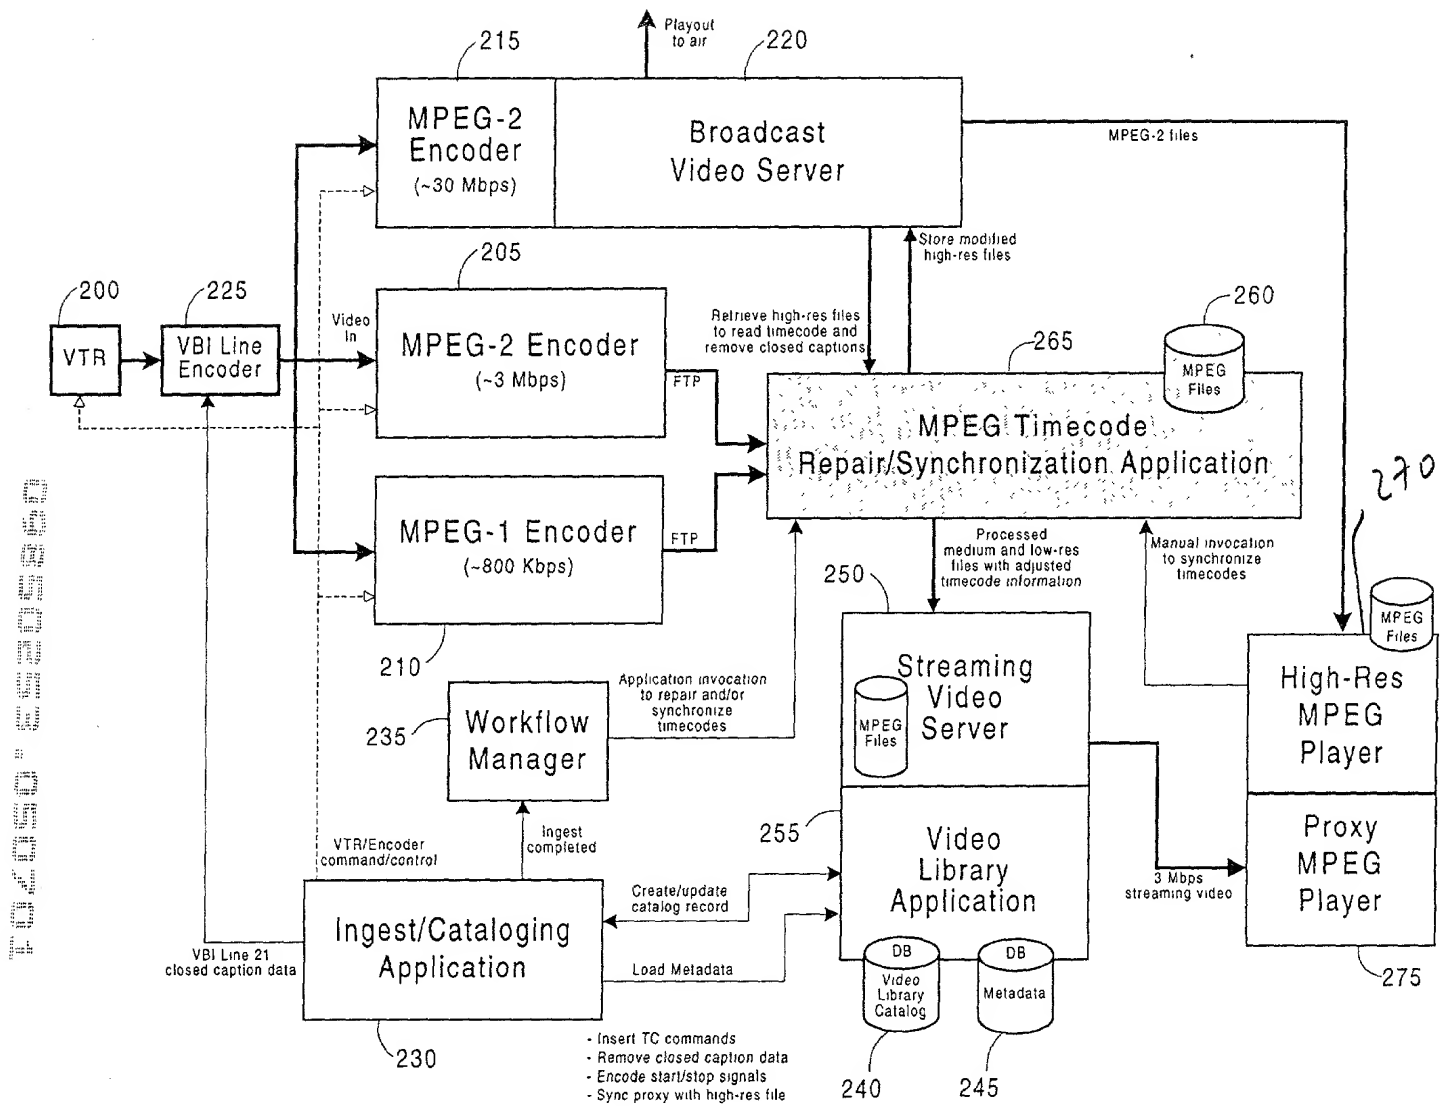 Playout
to air
215
220
MPEG-2
Encoder
(~30 Mbps)
Broadcast
Video Server
MPEG-2 files
205
Store modified
high-res files
200
225
Video
In
VTR
VBI Line
Encoder
MPEG-2 Encoder
(~3 Mbps)
FTP
Retrieve high-res files
to read timecode and
remove closed captions
265
260
MPEG
Files
MPEG Timecode
Repair/Synchronization Application
270
MPEG-1 Encoder
(~800 Kbps)
FTP
210
Processed
medium and low-res
files with adjusted
timecode information
Manual invocation
to synchronize
timecodes
250
MPEG
Files
Application invocation
to repair and/or
synchronize
timecodes
235
Workflow
Manager
Streaming
Video
Server
MPEG
Files
High-Res
MPEG
Player
255
VTR/Encoder
command/control
Ingest
completed
Video
Library
Application
Proxy
MPEG
Player
3 Mbps
streaming video
Create/update
catalog record
Ingest/Cataloging
Application
VBI Line 21
closed caption data
Load Metadata
DB
Video
Library
Catalog
DB
Metadata
275
230
240
245
- Insert TC commands
- Remove closed caption data
- Encode start/stop signals
- Sync proxy with high-res file
09850253.050701